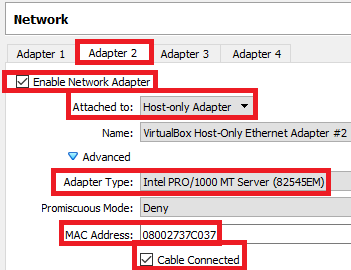 Network
Adapter 1 Adapter 2 Adapter 3 Adapter 4
Enable Network Adapter
Attached to: Host-only Adapter
Name: VirtualBox Host-Only Ethernet Adapter #2
Advanced
Adapter Type: Intel PRO/1000 MT Server (82545EM)
Promiscuous Mode: Deny
MAC Address: 08002737C037
Cable Connected